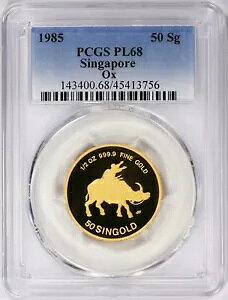 1985 50 Sg
PCGS PL68
Singapore
Ox
143400.68/45413756
1/2 OZ 999.9 FINE GOLD
50 SINGOLD